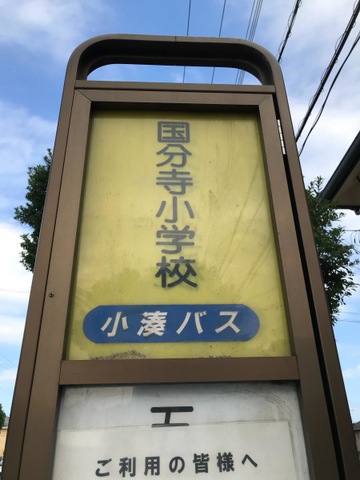 国分寺小学校
小湊バス
ご利用の皆様へ